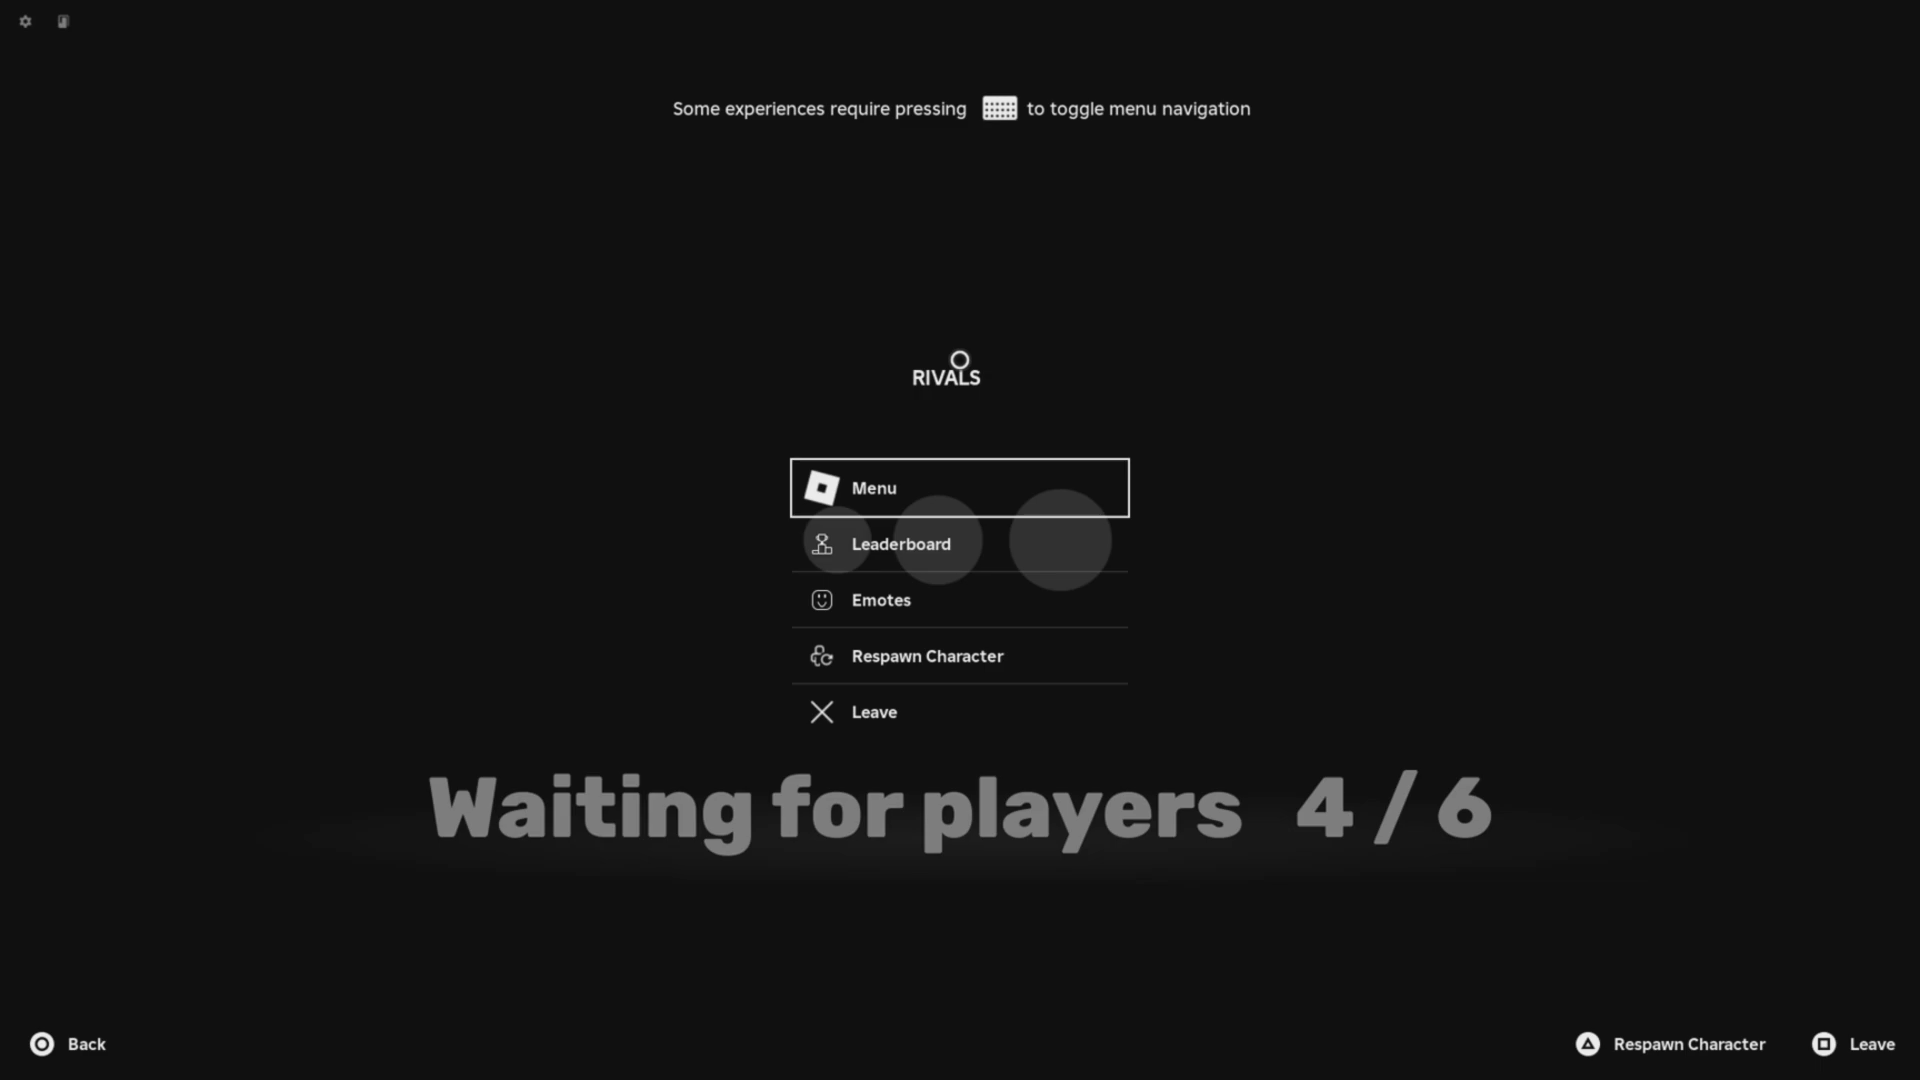 Some experiences require pressing to toggle menu navigation
RIVALS
Menu
Leaderboard
Emotes
Respawn Character
Leave
Waiting for players 4 / 6
Back
Respawn Character
Leave